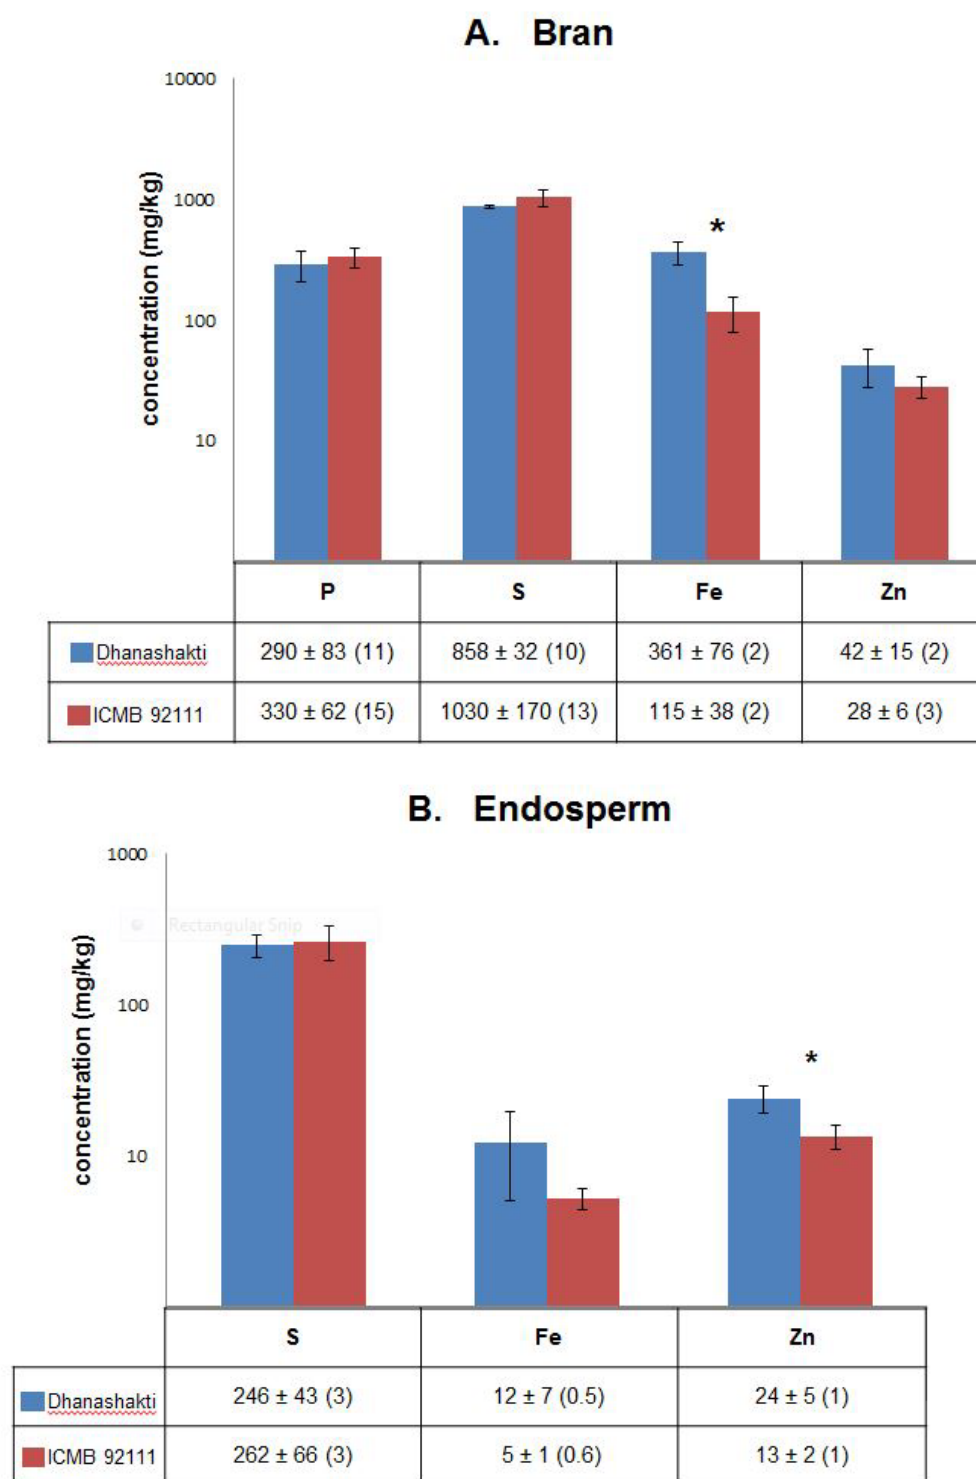 A. Bran
concentration (mg/kg)
10000
1000
100
10
*
P S Fe Zn
Dhanashakti 290 ± 83 (11) 858 ± 32 (10) 361 ± 76 (2) 42 ± 15 (2)
ICMB 92111 330 ± 62 (15) 1030 ± 170 (13) 115 ± 38 (2) 28 ± 6 (3)
B. Endosperm
concentration (mg/kg)
1000
Rectangular Snip
100
10
*
S Fe Zn
Dhanashakti 246 ± 43 (3) 12 ± 7 (0.5) 24 ± 5 (1)
ICMB 92111 262 ± 66 (3) 5 ± 1 (0.6) 13 ± 2 (1)